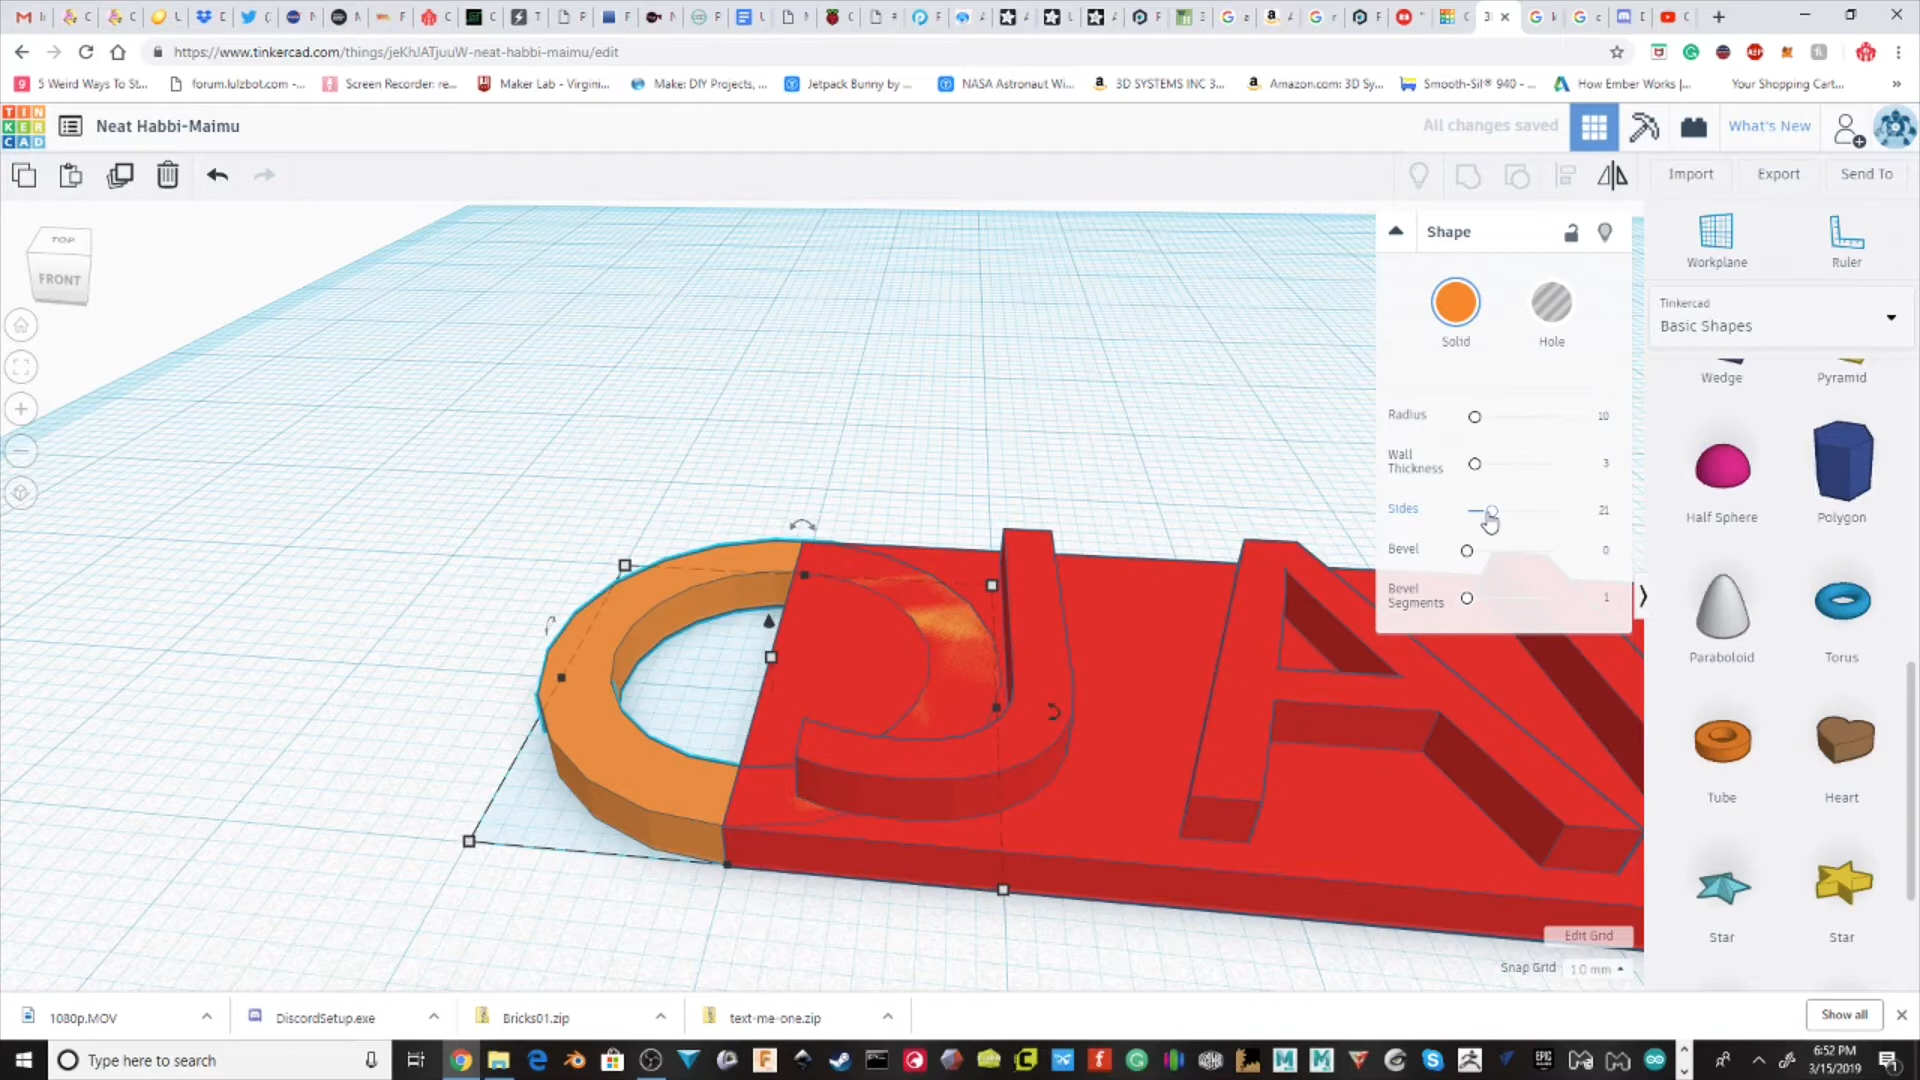 https://www.tinkercad.com/things/jeKhJATjuuW-neat-habbi-maimu/edit
5 Weird Ways To St...
forum.lulzbot.com -...
Screen Recorder: re...
Maker Lab - Virgini...
Make: DIY Projects, ...
Jetpack Bunny by ...
NASA Astronaut Wi...
3D SYSTEMS INC 3...
Amazon.com: 3D Sy...
Smooth-Sil® 940 - ...
How Ember Works |...
Your Shopping Cart...
TIN
KER
CAD
Neat Habbi-Maimu
All changes saved
What's New
Import
Export
Send To
TOP
FRONT
Shape
Solid
Hole
Radius
10
Wall
Thickness
3
Sides
21
Bevel
0
Bevel
Segments
1
Workplane
Ruler
Tinkercad
Basic Shapes
Wedge
Pyramid
Half Sphere
Polygon
Paraboloid
Torus
Tube
Heart
Star
Star
JA
Edit Grid
Snap Grid
1.0 mm
1080p.MOV
DiscordSetup.exe
Bricks01.zip
text-me-one.zip
Show all
Type here to search
6:52 PM
3/15/2019